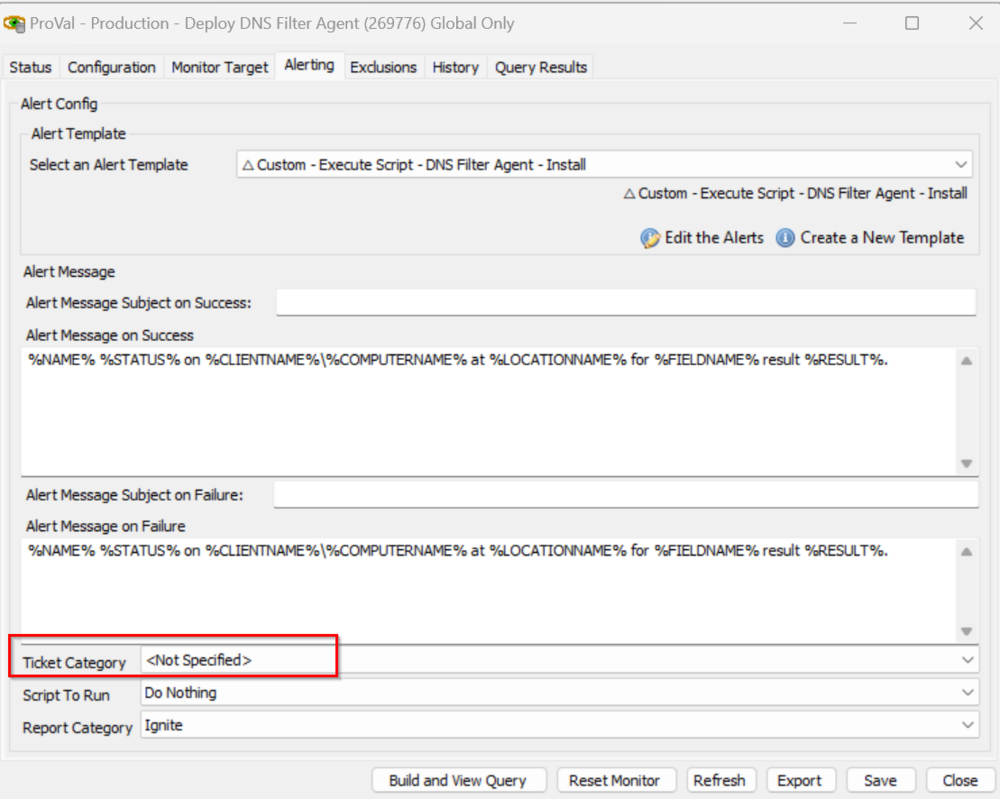 ProVal - Production - Deploy DNS Filter Agent (269776) Global Only
Status Configuration Monitor Target Alerting Exclusions History Query Results
Alert Config
Alert Template
Select an Alert Template △ Custom - Execute Script - DNS Filter Agent - Install
△ Custom - Execute Script - DNS Filter Agent - Install
Edit the Alerts Create a New Template
Alert Message
Alert Message Subject on Success:
Alert Message on Success
%NAME% %STATUS% on %CLIENTNAME%\%COMPUTERNAME% at %LOCATIONNAME% for %FIELDNAME% result %RESULT%.
Alert Message Subject on Failure:
Alert Message on Failure
%NAME% %STATUS% on %CLIENTNAME%\%COMPUTERNAME% at %LOCATIONNAME% for %FIELDNAME% result %RESULT%.
Ticket Category <Not Specified>
Script To Run Do Nothing
Report Category Ignite
Build and View Query Reset Monitor Refresh Export Save Close